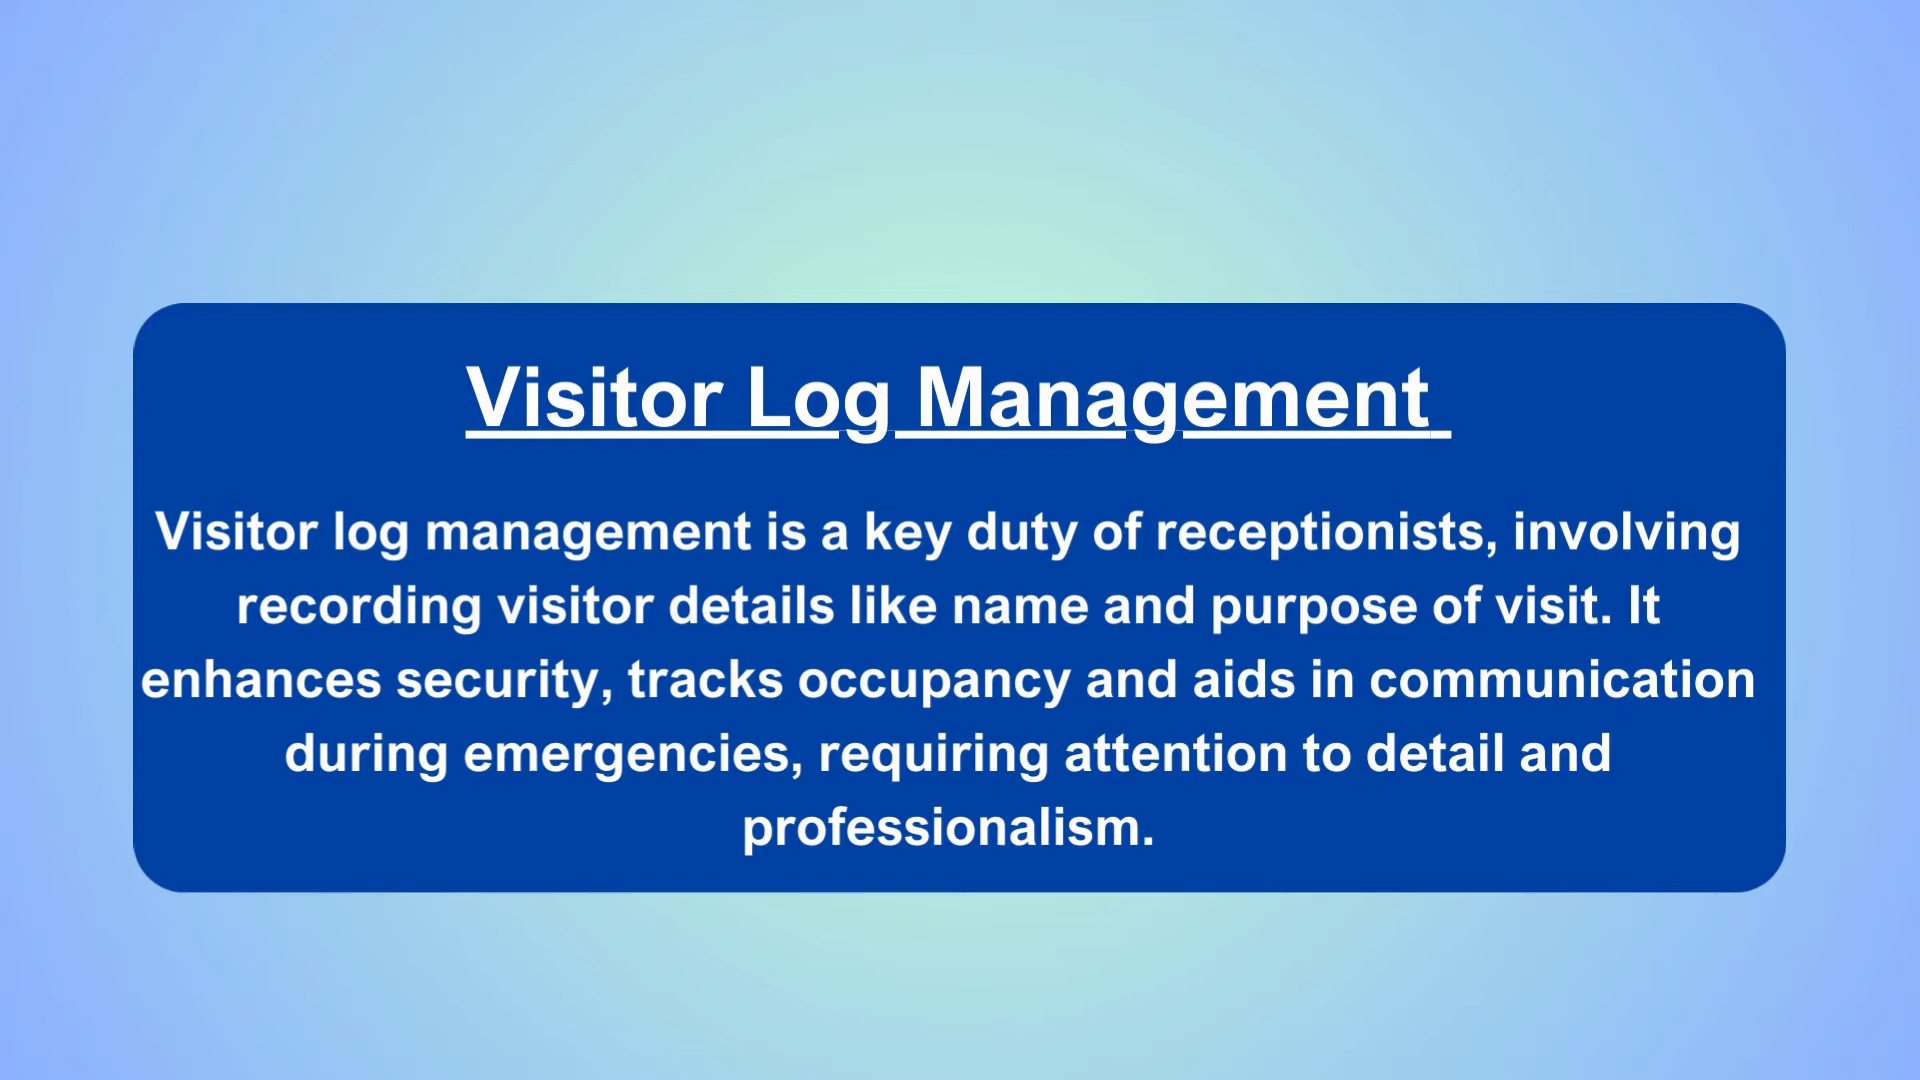 Visitor Log Management
Visitor log management is a key duty of receptionists, involving
recording visitor details like name and purpose of visit. It
enhances security, tracks occupancy and aids in communication
during emergencies, requiring attention to detail and
professionalism.